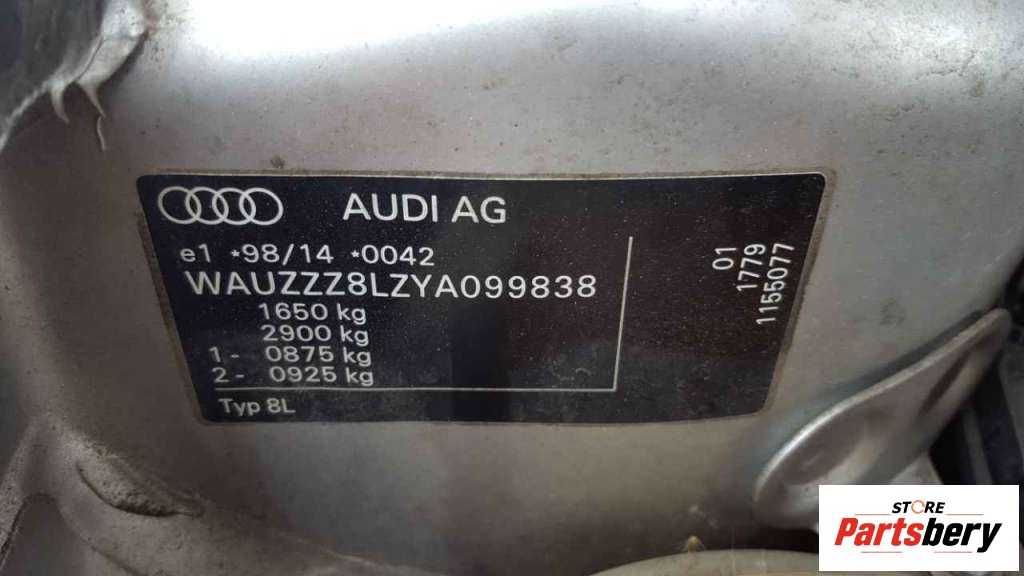 AUDI AG
e1 *98/14 *0042
WAUZZZ8LZYA099838
1650 kg
2900 kg
1- 0875 kg
2- 0925 kg
Typ 8L
01
1779
1155077
STORE
Partsbery